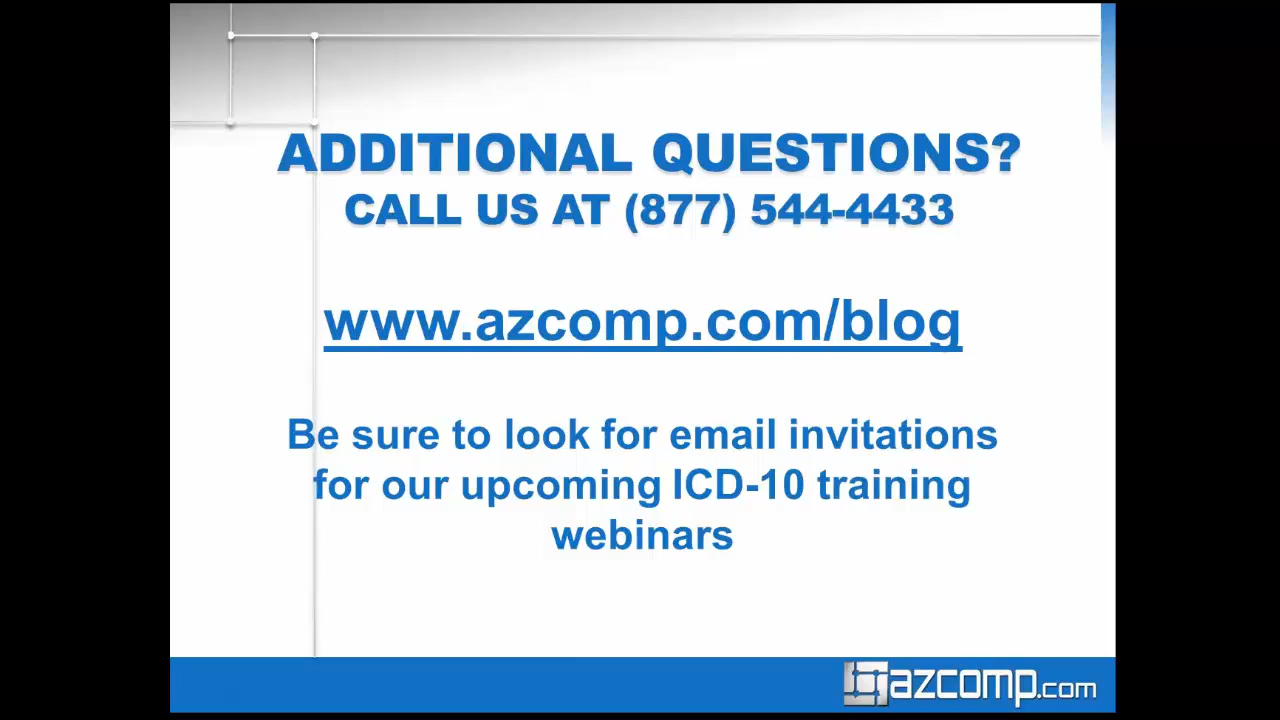 ADDITIONAL QUESTIONS?
CALL US AT (877) 544-4433
www.azcomp.com/blog
Be sure to look for email invitations
for our upcoming ICD-10 training
webinars
azcomp.com